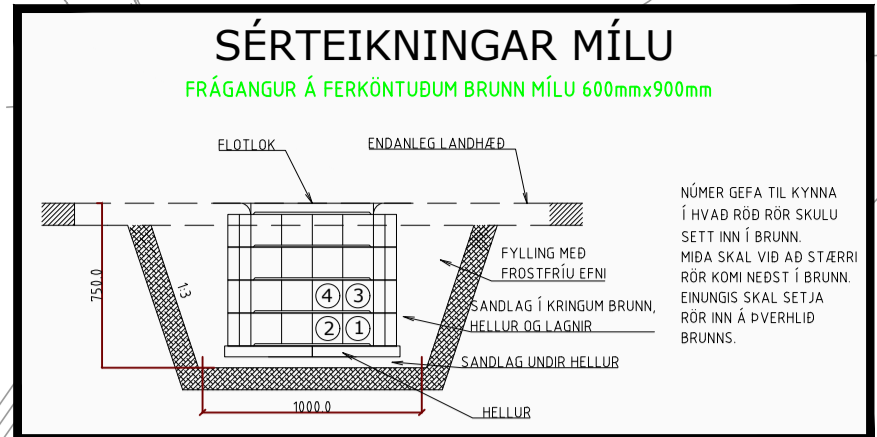 SÉRTEIKNINGAR MÍLU
FRÁGANGUR Á FERKÖNTUÐUM BRUNN MÍLU 600mmx900mm
FLOTLOK
ENDANLEG LANDHÆÐ
NÚMER GEFA TIL KYNNA
Í HVAÐ RÖÐ RÖR SKULU
SETT INN Í BRUNN.
MIÐA SKAL VIÐ AÐ STÆRRI
RÖR KOMI NEÐST Í BRUNN.
EINUNGIS SKAL SETJA
RÖR INN Á ÞVERHLIÐ
BRUNNS.
FYLLING MEÐ
FROSTFRÍU EFNI
750.0
1:3
4 3
2 1
SANDLAG Í KRINGUM BRUNN,
HELLUR OG LAGNIR
SANDLAG UNDIR HELLUR
1000.0
HELLUR